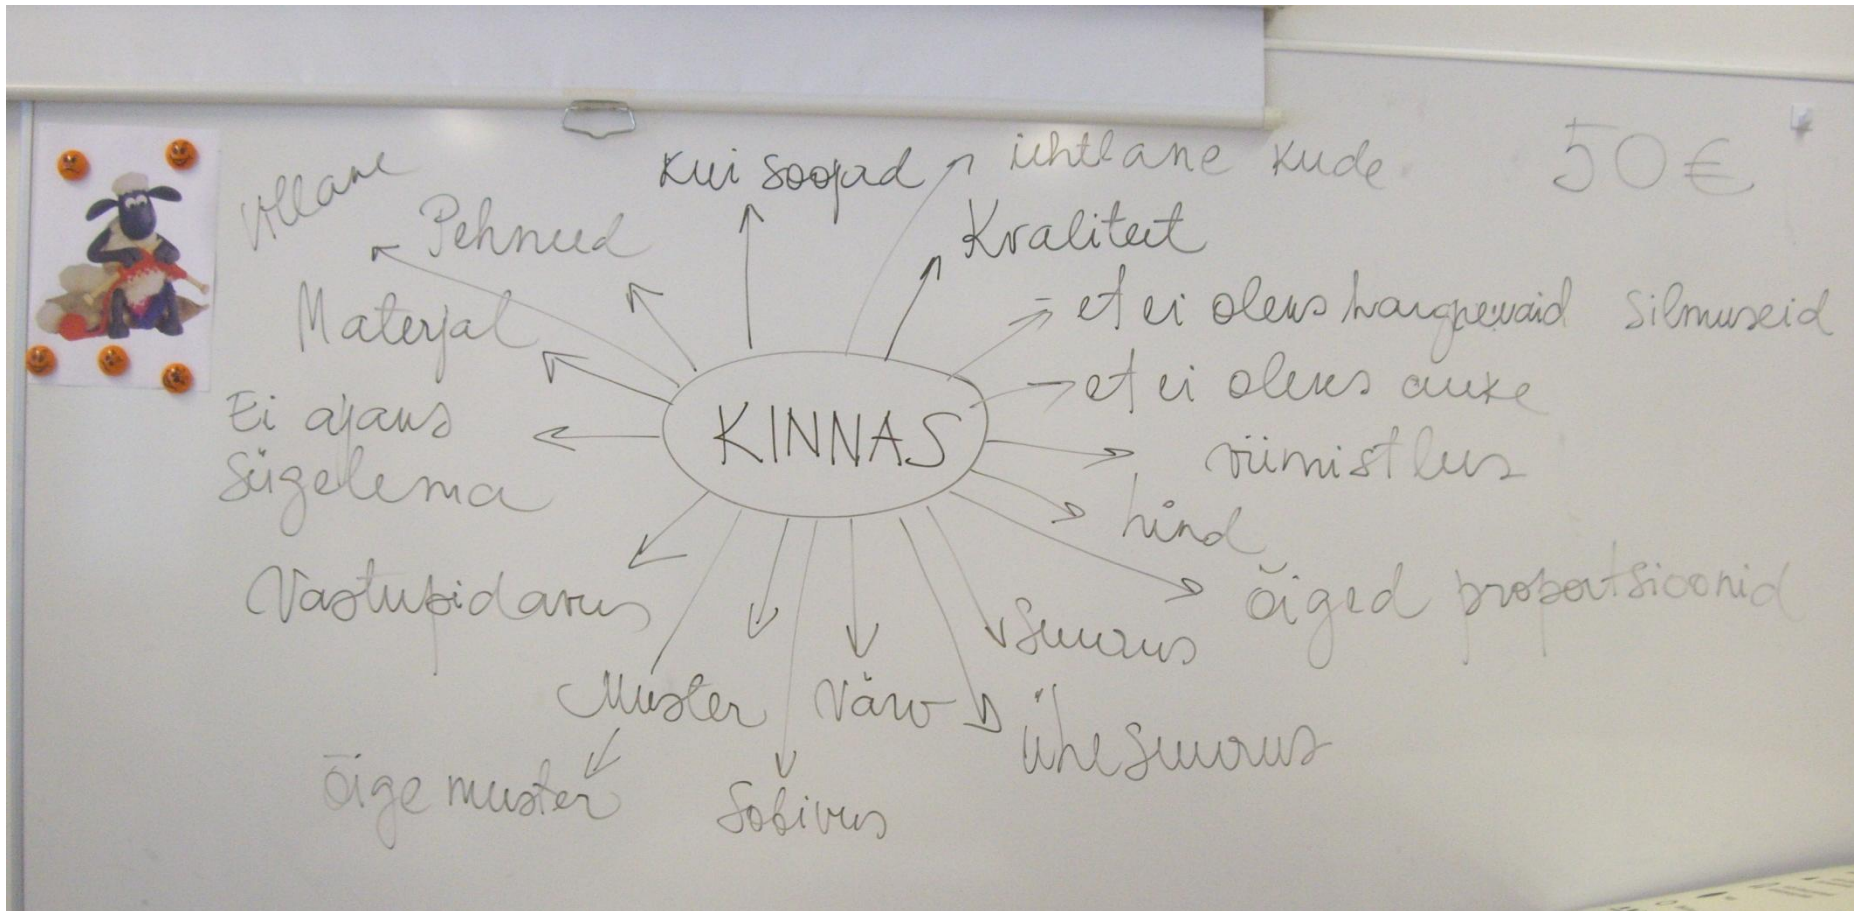 Villane
Pehmed
kui soojad
ühtlane kude
50 €
Kvaliteet
Materjal
et ei oleks hargnevaid silmuseid
et ei oleks auke
Ei ajaks
sügelema
KINNAS
viimistlus
hind
Vastupidavus
õiged proportsioonid
Suurus
Muster
Värv
ühesuurus
õige muster
Sobivus